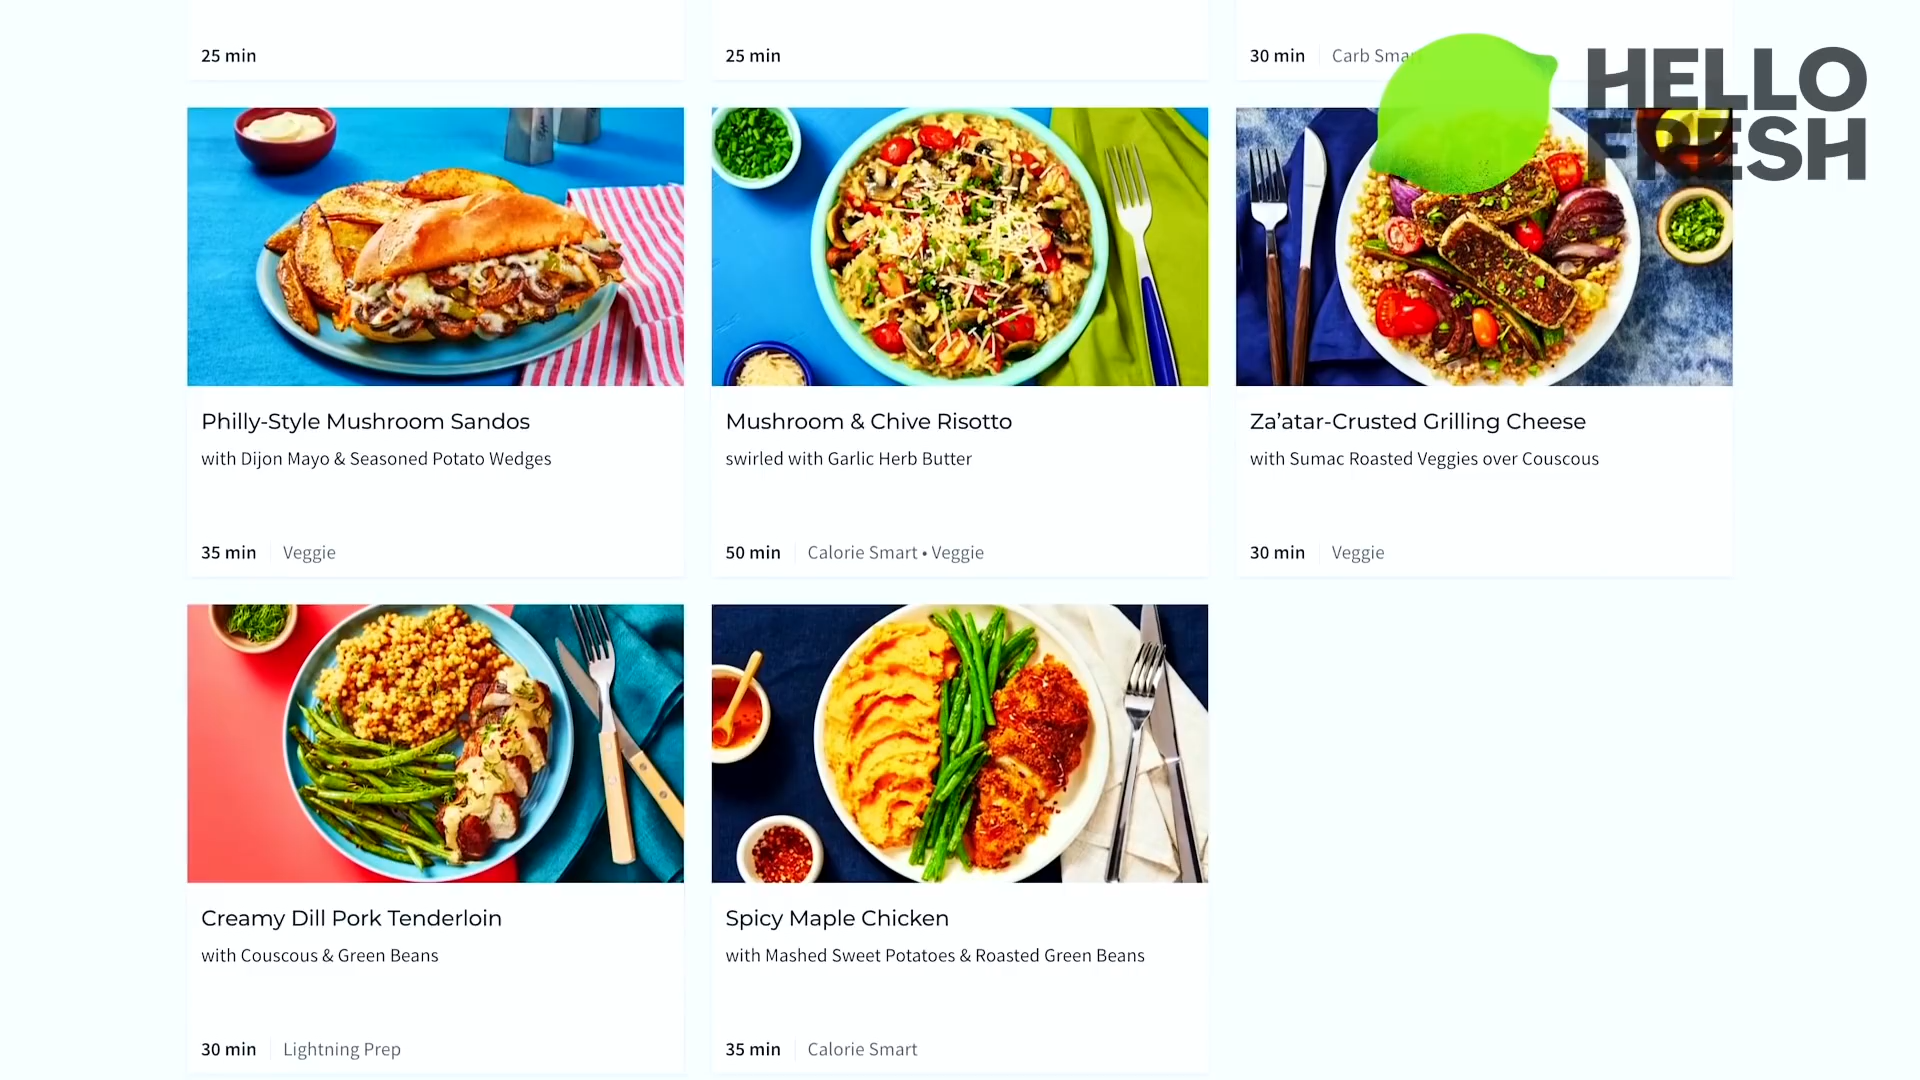 25 min
25 min
30 min Carb Smart
HELLO
FRESH
Philly-Style Mushroom Sandos
with Dijon Mayo & Seasoned Potato Wedges
35 min Veggie
Mushroom & Chive Risotto
swirled with Garlic Herb Butter
50 min Calorie Smart • Veggie
Za’atar-Crusted Grilling Cheese
with Sumac Roasted Veggies over Couscous
30 min Veggie
Creamy Dill Pork Tenderloin
with Couscous & Green Beans
30 min Lightning Prep
Spicy Maple Chicken
with Mashed Sweet Potatoes & Roasted Green Beans
35 min Calorie Smart